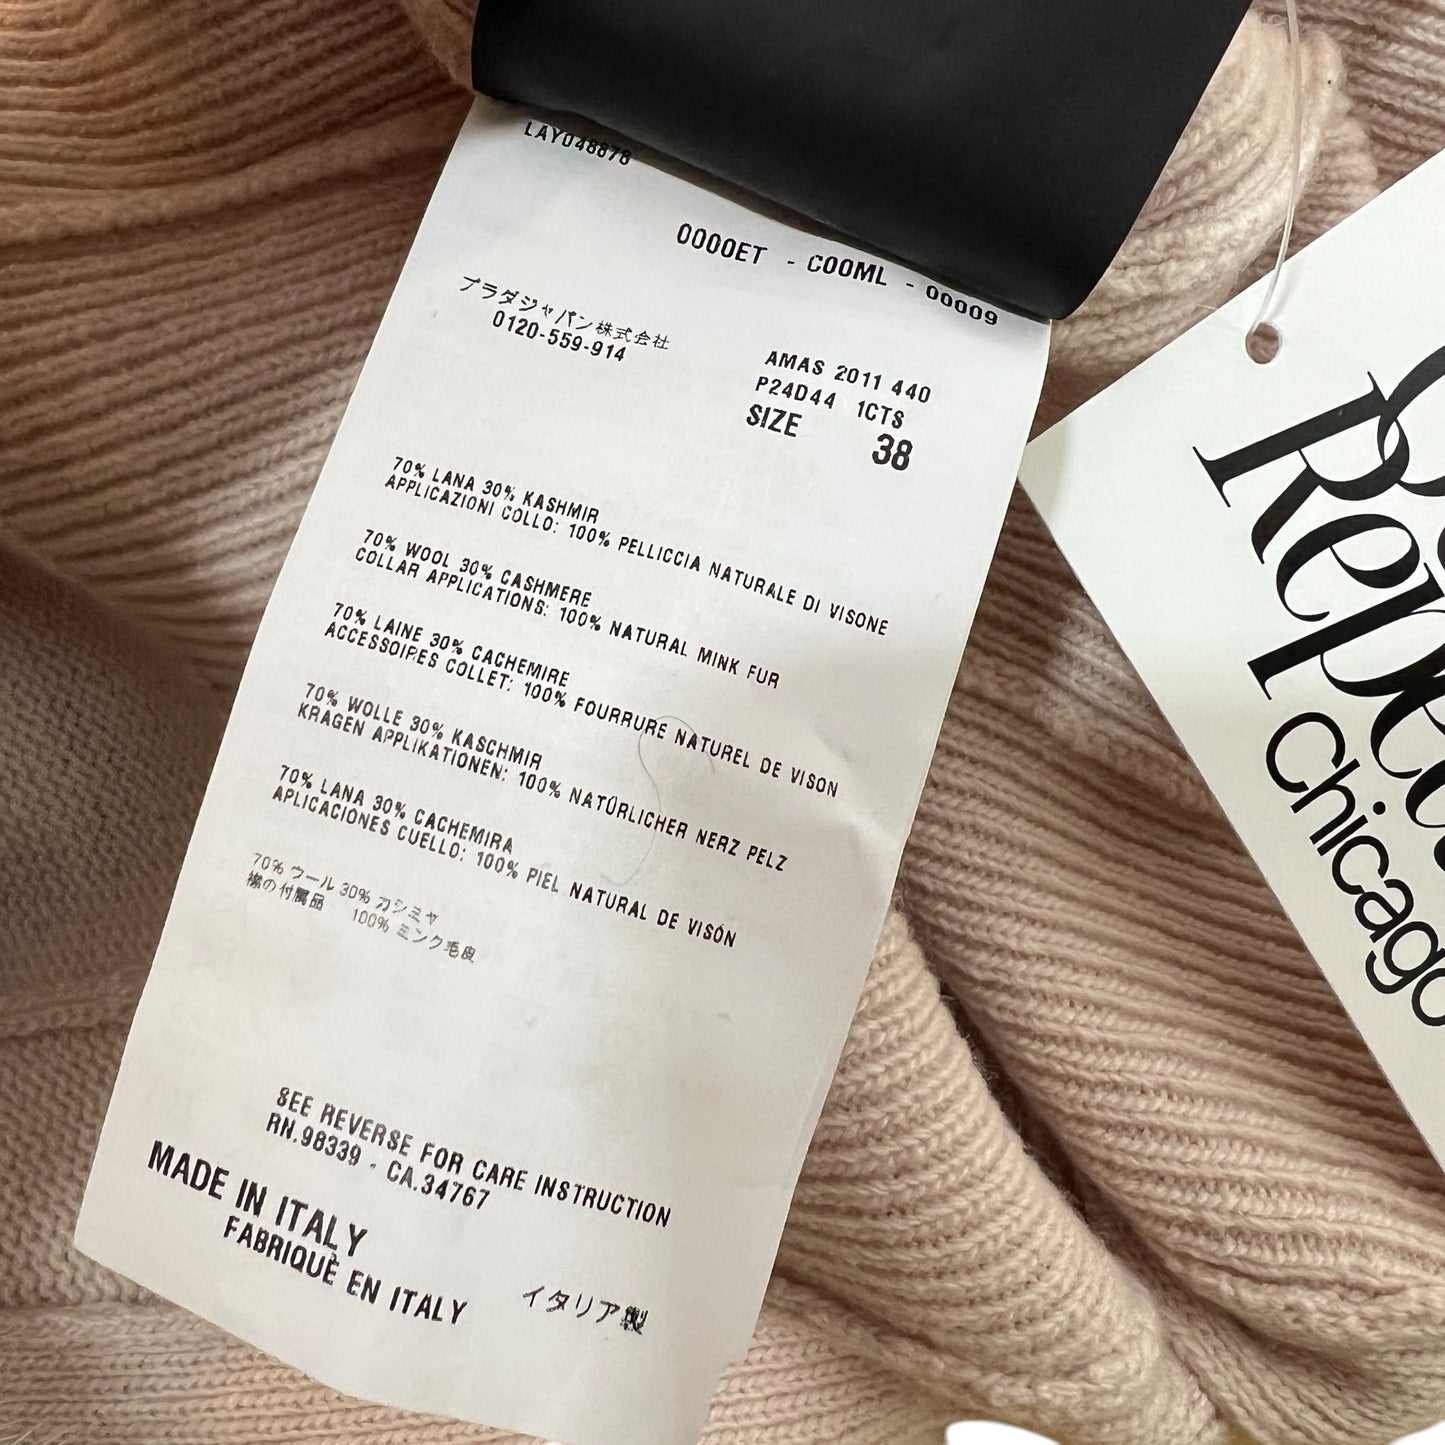 LAY048878
0000ET - C00ML - 00009
プラダジャパン株式会社
0120-559-914
AMAS 2011 440
P24D44 1CTS
SIZE 38
70% LANA 30% KASHMIR
APPLICAZIONI COLLO: 100% PELLICCIA NATURALE DI VISONE
70% WOOL 30% CASHMERE
COLLAR APPLICATIONS: 100% NATURAL MINK FUR
70% LAINE 30% CACHEMIRE
ACCESSOIRES COLLET: 100% FOURRURE NATUREL DE VISON
70% WOLLE 30% KASCHMIR
KRAGEN APPLIKATIONEN: 100% NATÜRLICHER NERZ PELZ
70% LANA 30% CACHEMIRA
APLICACIONES CUELLO: 100% PIEL NATURAL DE VISÓN
70% ウール 30% カシミヤ
襟の付属品 100% ミンク毛皮
SEE REVERSE FOR CARE INSTRUCTION
RN.98339 - CA.34767
MADE IN ITALY
FABRIQUÈ EN ITALY
イタリア製
Chicago